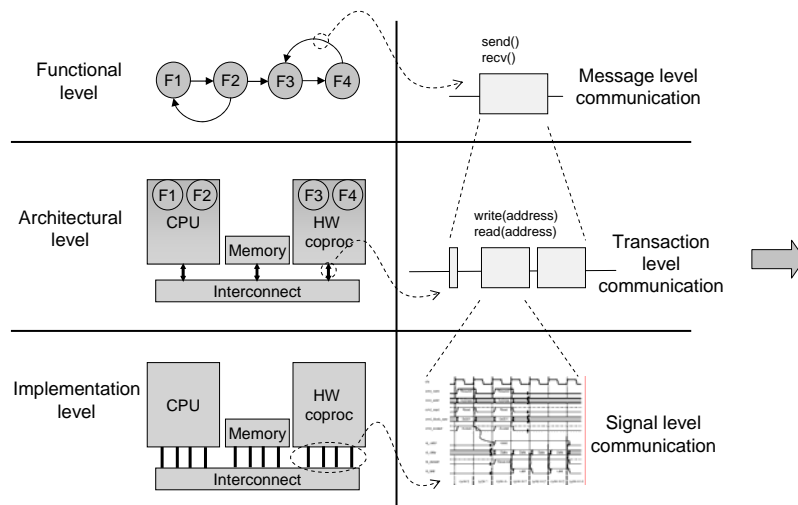 Functional
level
F1
F2
F3
F4
send()
recv()
Message level
communication
Architectural
level
F1
F2
CPU
Memory
F3
F4
HW
coproc
Interconnect
write(address)
read(address)
Transaction
level
communication
Implementation
level
CPU
Memory
HW
coproc
Interconnect
Signal level
communication